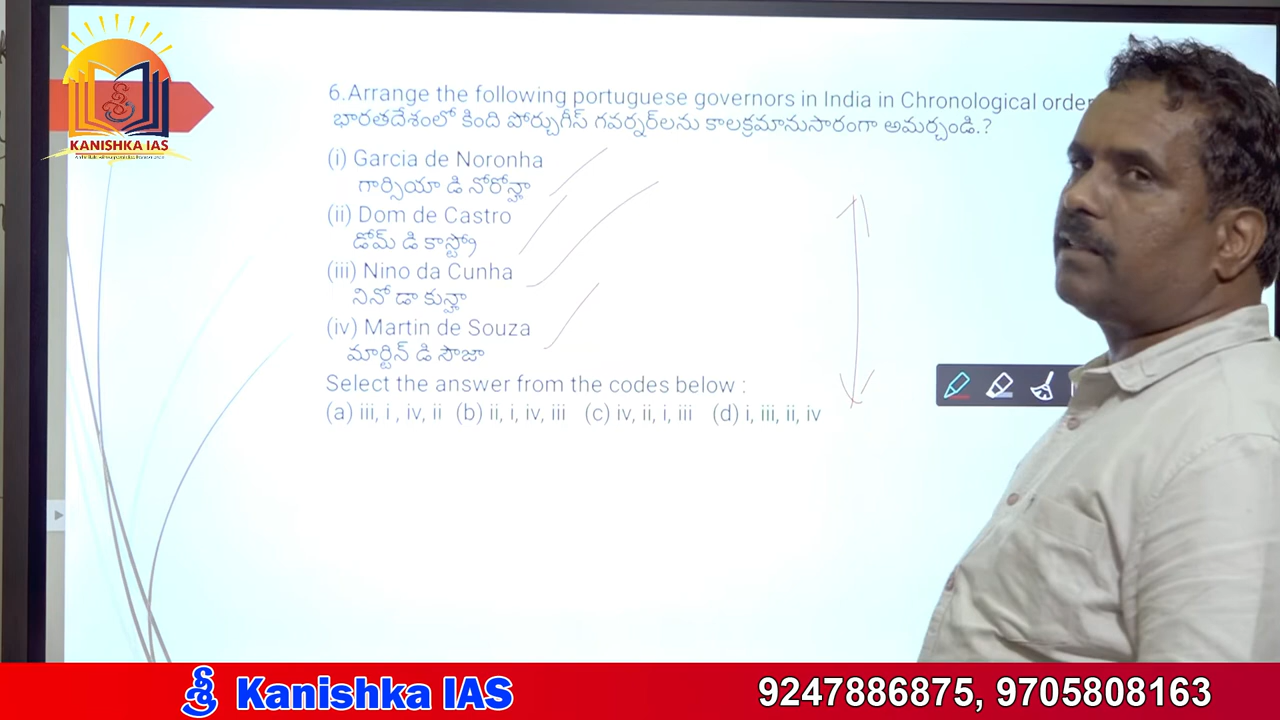 6.Arrange the following portuguese governors in India in Chronological order
భారతదేశంలో కింది పోర్చుగీస్ గవర్నర్‌లను కాలక్రమానుసారంగా అమర్చండి.?
(i) Garcia de Noronha
గార్సియా డి నోరోన్హా
(ii) Dom de Castro
డోమ్ డి కాస్ట్రో
(iii) Nino da Cunha
నినో డా కున్హా
(iv) Martin de Souza
మార్టిన్ డి సౌజా
Select the answer from the codes below :
(a) iii, i , iv, ii (b) ii, i, iv, iii (c) iv, ii, i, iii (d) i, iii, ii, iv
శ్రీ
KANISHKA IAS
శ్రీ Kanishka IAS
9247886875, 9705808163